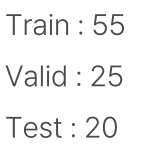 Train : 55
Valid : 25
Test : 20